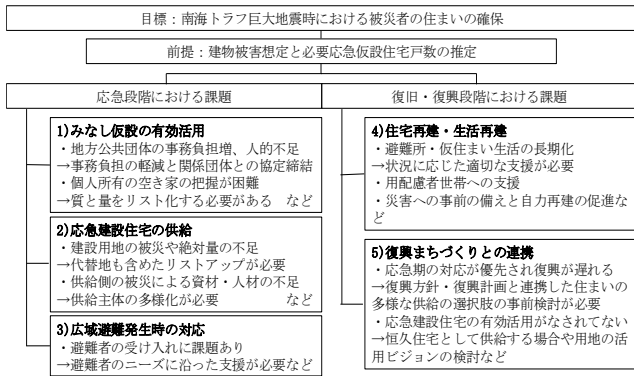 目標：南海トラフ巨大地震時における被災者の住まいの確保
前提：建物被害想定と必要応急仮設住宅戸数の推定
応急段階における課題
1)みなし仮設の有効活用
・地方公共団体の事務負担増、人的不足
→事務負担の軽減と関係団体との協定締結
・個人所有の空き家の把握が困難
→質と量をリスト化する必要がある　など
2)応急建設住宅の供給
・建設用地の被災や絶対量の不足
→代替地も含めたリストアップが必要
・供給側の被災による資材・人材の不足
→供給主体の多様化が必要　など
3)広域避難発生時の対応
・避難者の受け入れに課題あり
→避難者のニーズに沿った支援が必要など
復旧・復興段階における課題
4)住宅再建・生活再建
・避難所・仮住まい生活の長期化
→状況に応じた適切な支援が必要
・用配慮者世帯への支援
・災害への事前の備えと自力再建の促進な
ど
5)復興まちづくりとの連携
・応急期の対応が優先され復興が遅れる
→復興方針・復興計画と連携した住まいの
多様な供給の選択肢の事前検討が必要
・応急建設住宅の有効活用がなされてない
→恒久住宅として供給する場合や用地の活
用ビジョンの検討など